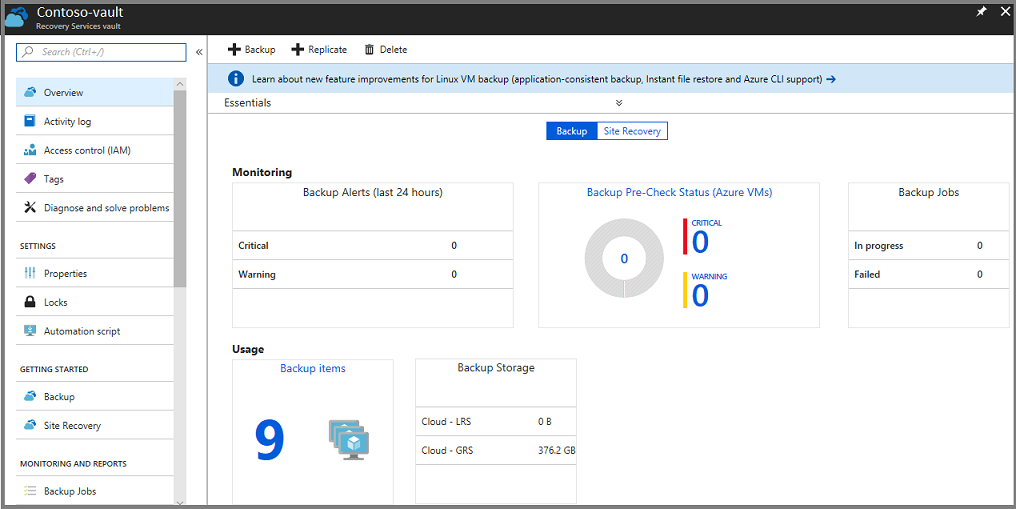 Contoso-vault
Recovery Services vault
Search (Ctrl+/)
Overview
Activity log
Access control (IAM)
Tags
Diagnose and solve problems
SETTINGS
Properties
Locks
Automation script
GETTING STARTED
Backup
Site Recovery
MONITORING AND REPORTS
Backup Jobs
Backup Replicate Delete
Learn about new feature improvements for Linux VM backup (application-consistent backup, Instant file restore and Azure CLI support) →
Essentials
Backup Site Recovery
Monitoring
Backup Alerts (last 24 hours)
Critical 0
Warning 0
Backup Pre-Check Status (Azure VMs)
0
CRITICAL
0
WARNING
0
Backup Jobs
In progress 0
Failed 0
Usage
Backup items
9
Backup Storage
Cloud - LRS 0 B
Cloud - GRS 376.2 GB